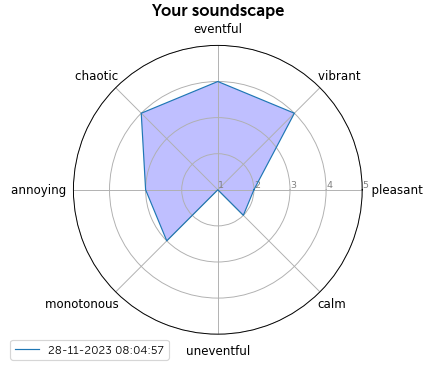 Your soundscape
eventful
chaotic
vibrant
annoying
1
2
3
4
5
pleasant
monotonous
calm
uneventful
28-11-2023 08:04:57